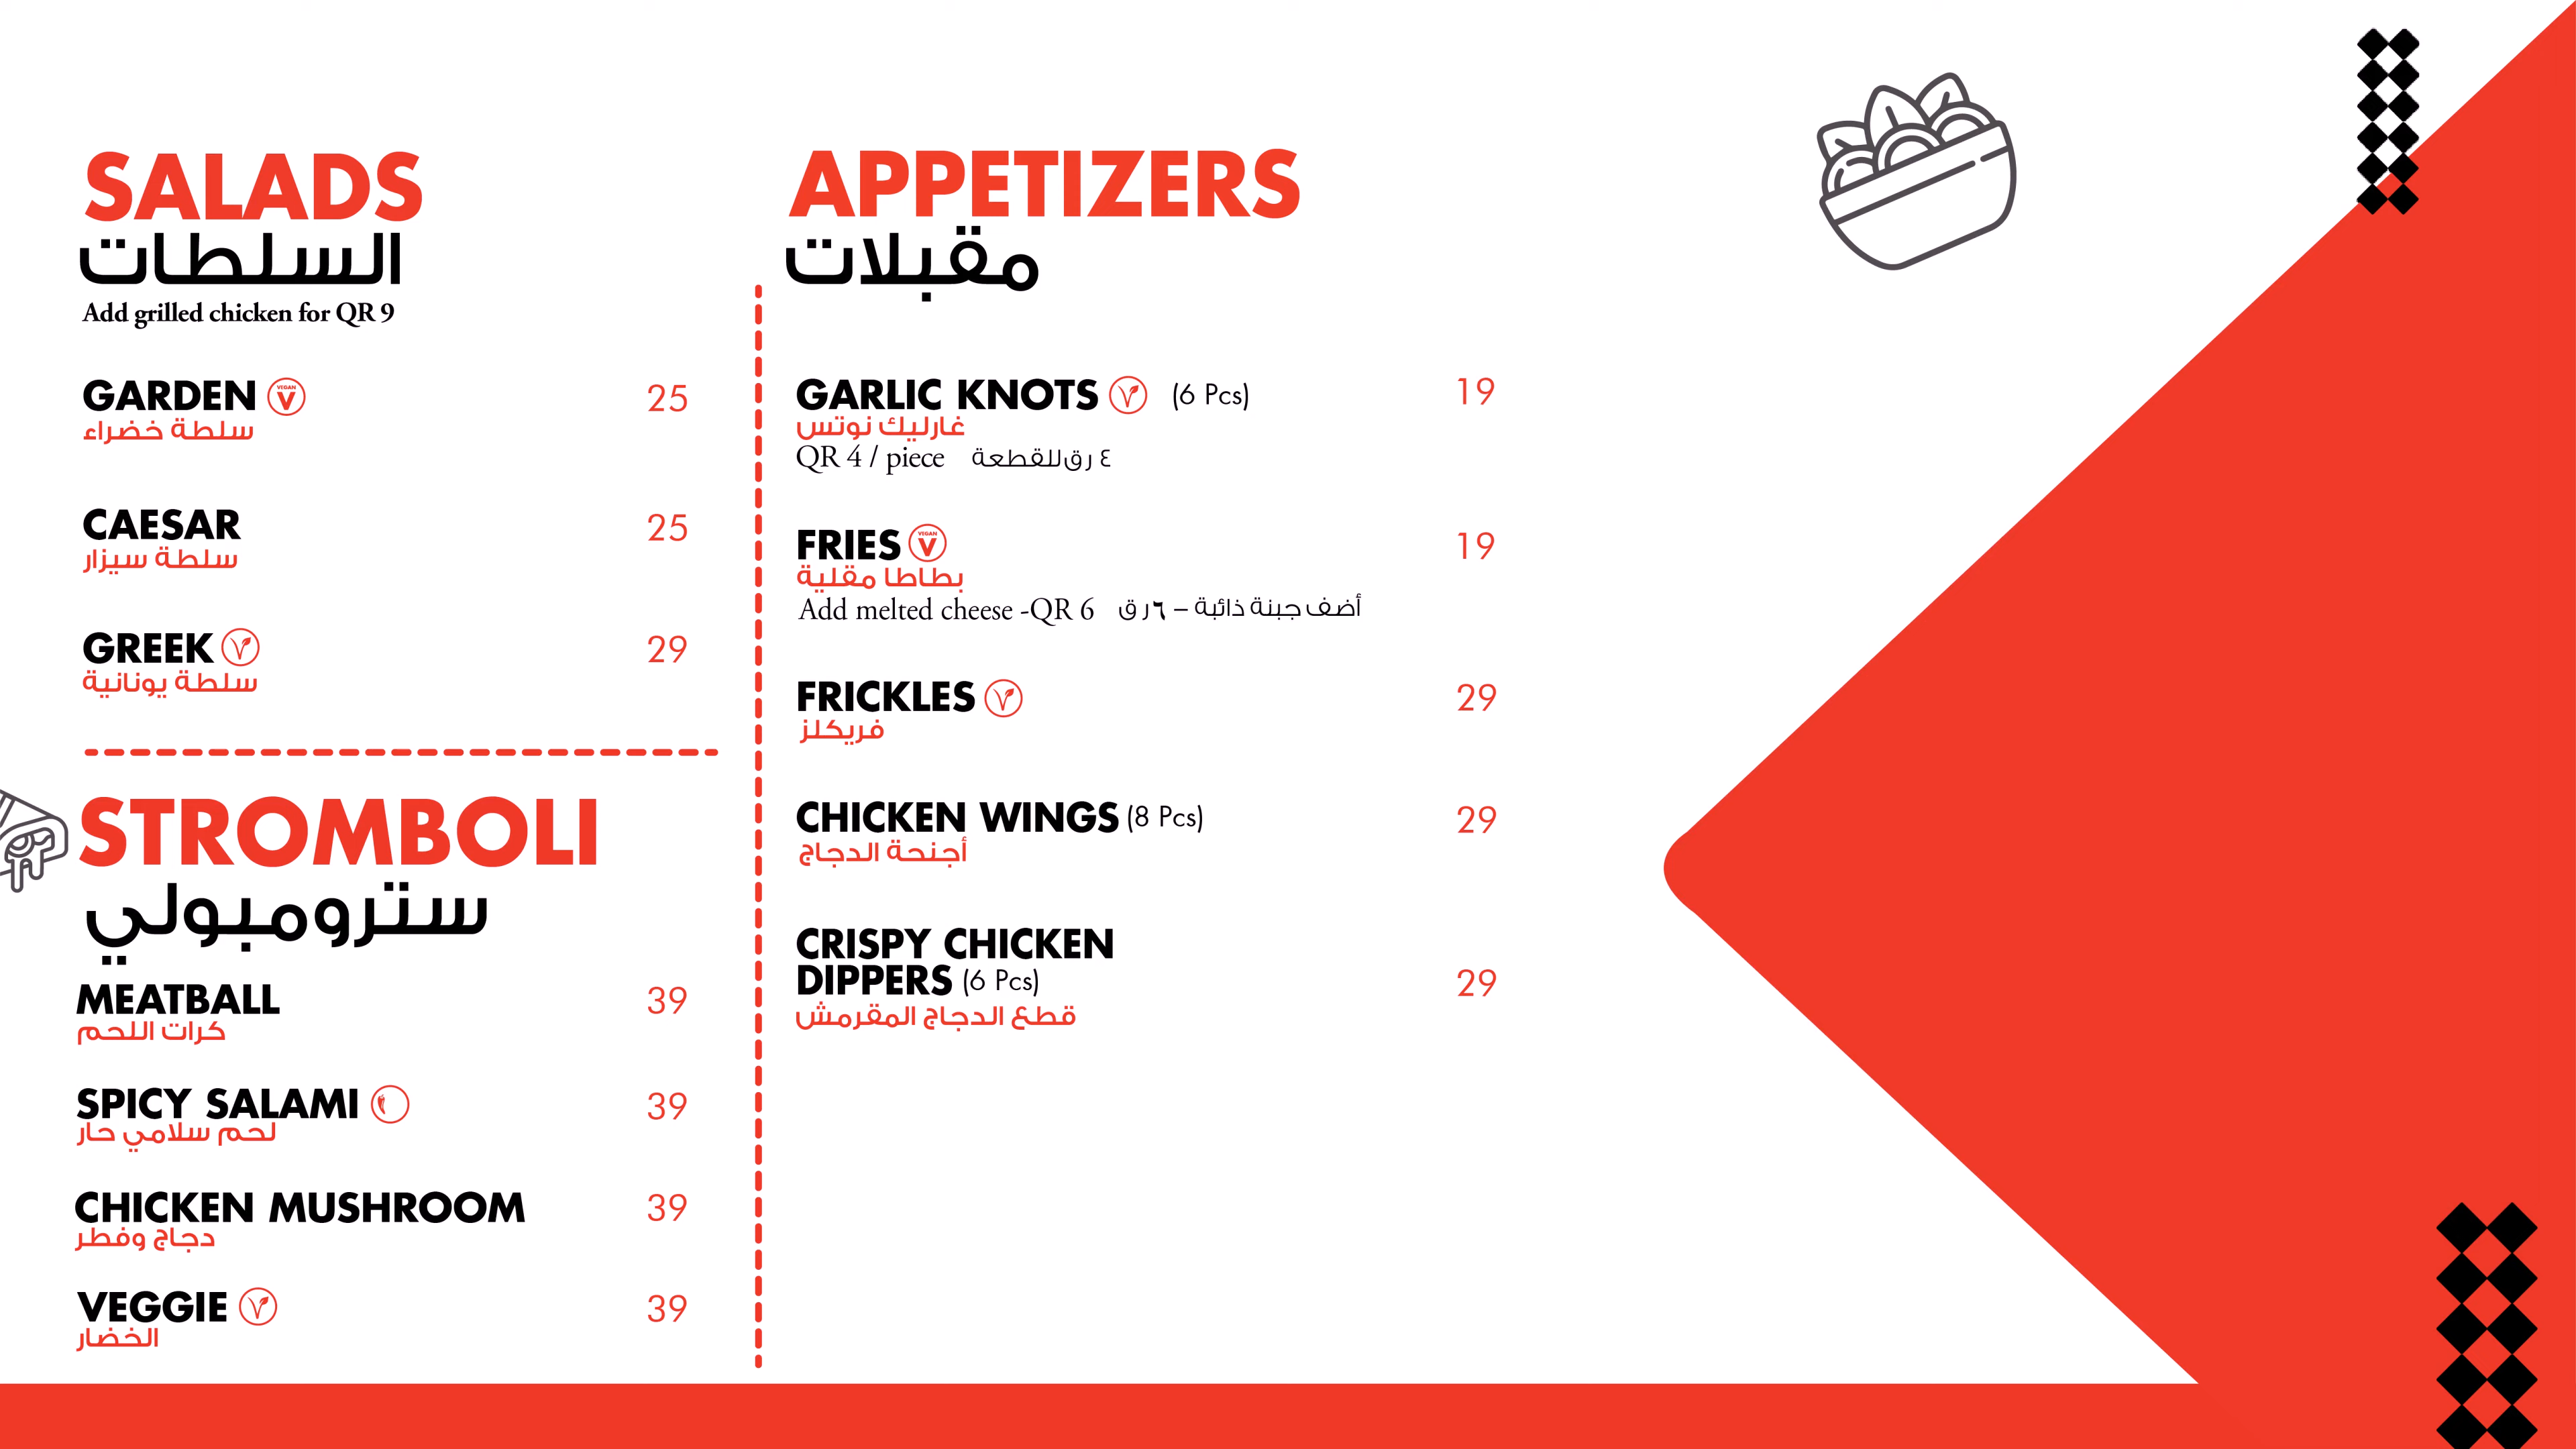 SALADS
السلطات
Add grilled chicken for QR 9
GARDEN VEGAN V 25
سلطة خضراء
CAESAR 25
سلطة سيزار
GREEK V 29
سلطة يونانية
STROMBOLI
سترومبولي
MEATBALL 39
كرات اللحم
SPICY SALAMI 39
لحم سلامي حار
CHICKEN MUSHROOM 39
دجاج وفطر
VEGGIE V 39
الخضار
APPETIZERS
مقبلات
GARLIC KNOTS V (6 Pcs) 19
غارليك نوتس
QR 4 / piece ٤ رق للقطعة
FRIES VEGAN V 19
بطاطا مقلية
Add melted cheese -QR 6 أضف جبنة ذائبة – ٦ ر ق
FRICKLES V 29
فريكلز
CHICKEN WINGS (8 Pcs) 29
أجنحة الدجاج
CRISPY CHICKEN
DIPPERS (6 Pcs) 29
قطع الدجاج المقرمش